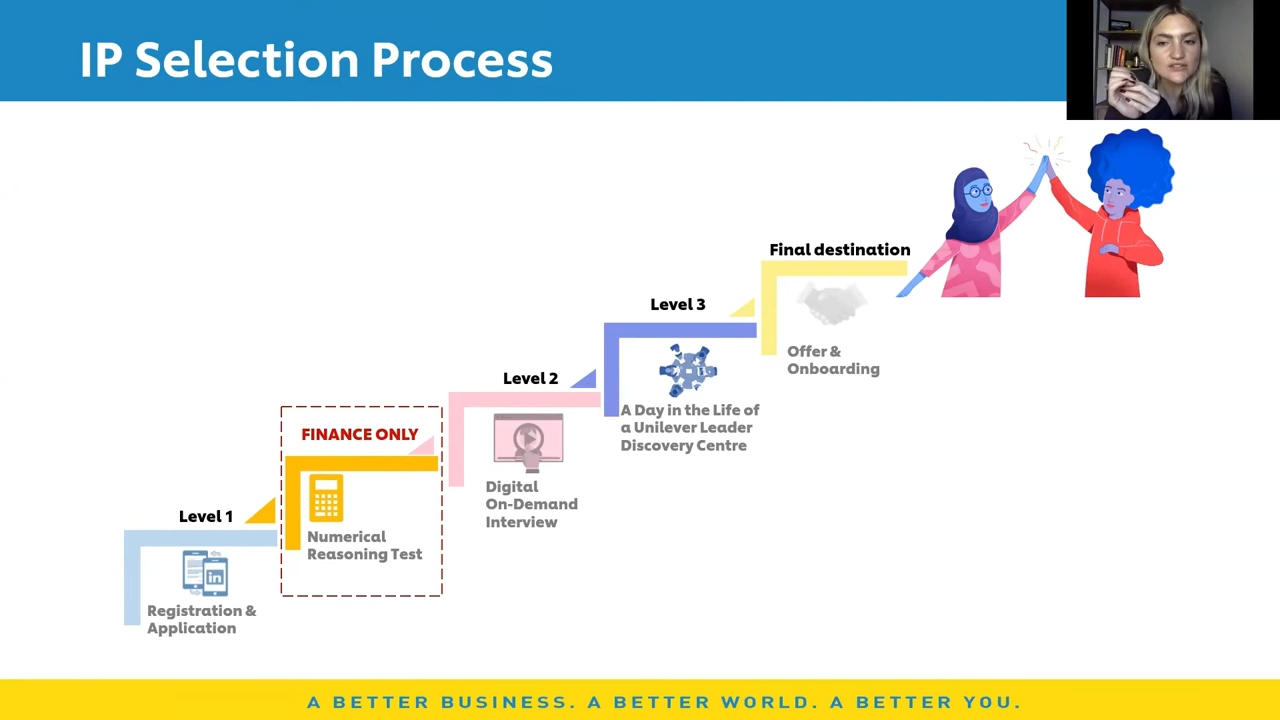 IP Selection Process
Final destination
Offer &
Onboarding
Level 3
A Day in the Life of
a Unilever Leader
Discovery Centre
Level 2
Digital
On-Demand
Interview
FINANCE ONLY
Numerical
Reasoning Test
Level 1
in
Registration &
Application
A BETTER BUSINESS. A BETTER WORLD. A BETTER YOU.